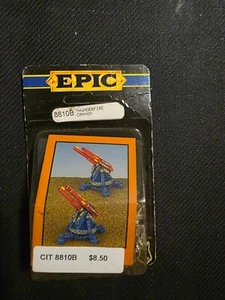 EPIC
8810B THUNDERFIRE
CANNON
CIT 8810B $8.50